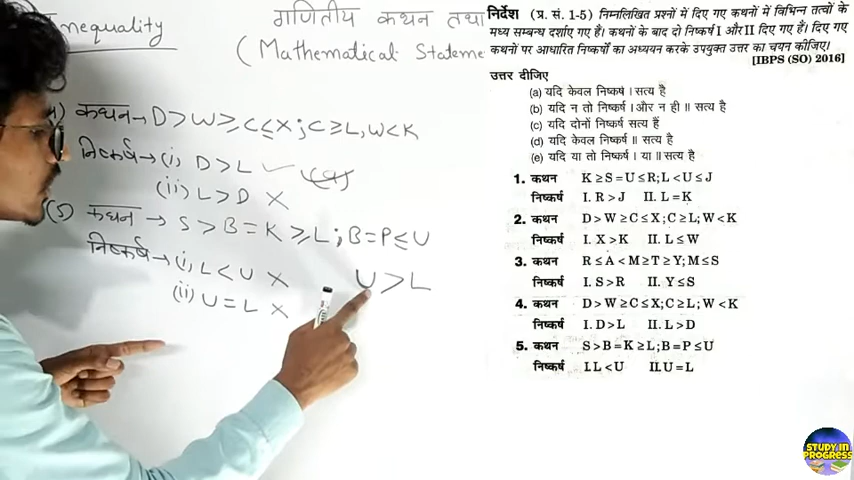 Inequality
गणितीय कथन तथा
(Mathematical Stateme
4) कथन→ D>W≥C≤X;C≥L,W<K
निष्कर्ष→(i) D>L ✓ (a)
(ii) L>D ×
(5) कथन → S>B=K≥L;B=P≤U
निष्कर्ष→(i) L<U ×
U>L
(ii) U=L ×
निर्देश (प्र. सं. 1-5) निम्नलिखित प्रश्नों में दिए गए कथनों में विभिन्न तत्वों के
मध्य सम्बन्ध दर्शाए गए हैं। कथनों के बाद दो निष्कर्ष I और II दिए गए हैं। दिए गए
कथनों पर आधारित निष्कर्षों का अध्ययन करके उपयुक्त उत्तर का चयन कीजिए।
[IBPS (SO) 2016]
उत्तर दीजिए
(a) यदि केवल निष्कर्ष I सत्य है
(b) यदि न तो निष्कर्ष I और न ही II सत्य है
(c) यदि दोनों निष्कर्ष सत्य हैं
(d) यदि केवल निष्कर्ष II सत्य है
(e) यदि या तो निष्कर्ष I या II सत्य है
1. कथन K≥S=U≤R;L<U≤J
निष्कर्ष I. R>J II. L=K
2. कथन D>W≥C≤X;C≥L;W<K
निष्कर्ष I. X>K II. L≤W
3. कथन R≤A<M≥T≥Y;M≤S
निष्कर्ष I. S>R II. Y≤S
4. कथन D>W≥C≤X;C≥L;W<K
निष्कर्ष I. D>L II. L>D
5. कथन S>B=K≥L;B=P≤U
निष्कर्ष I.L<U II.U=L
STUDY IN
PROGRESS